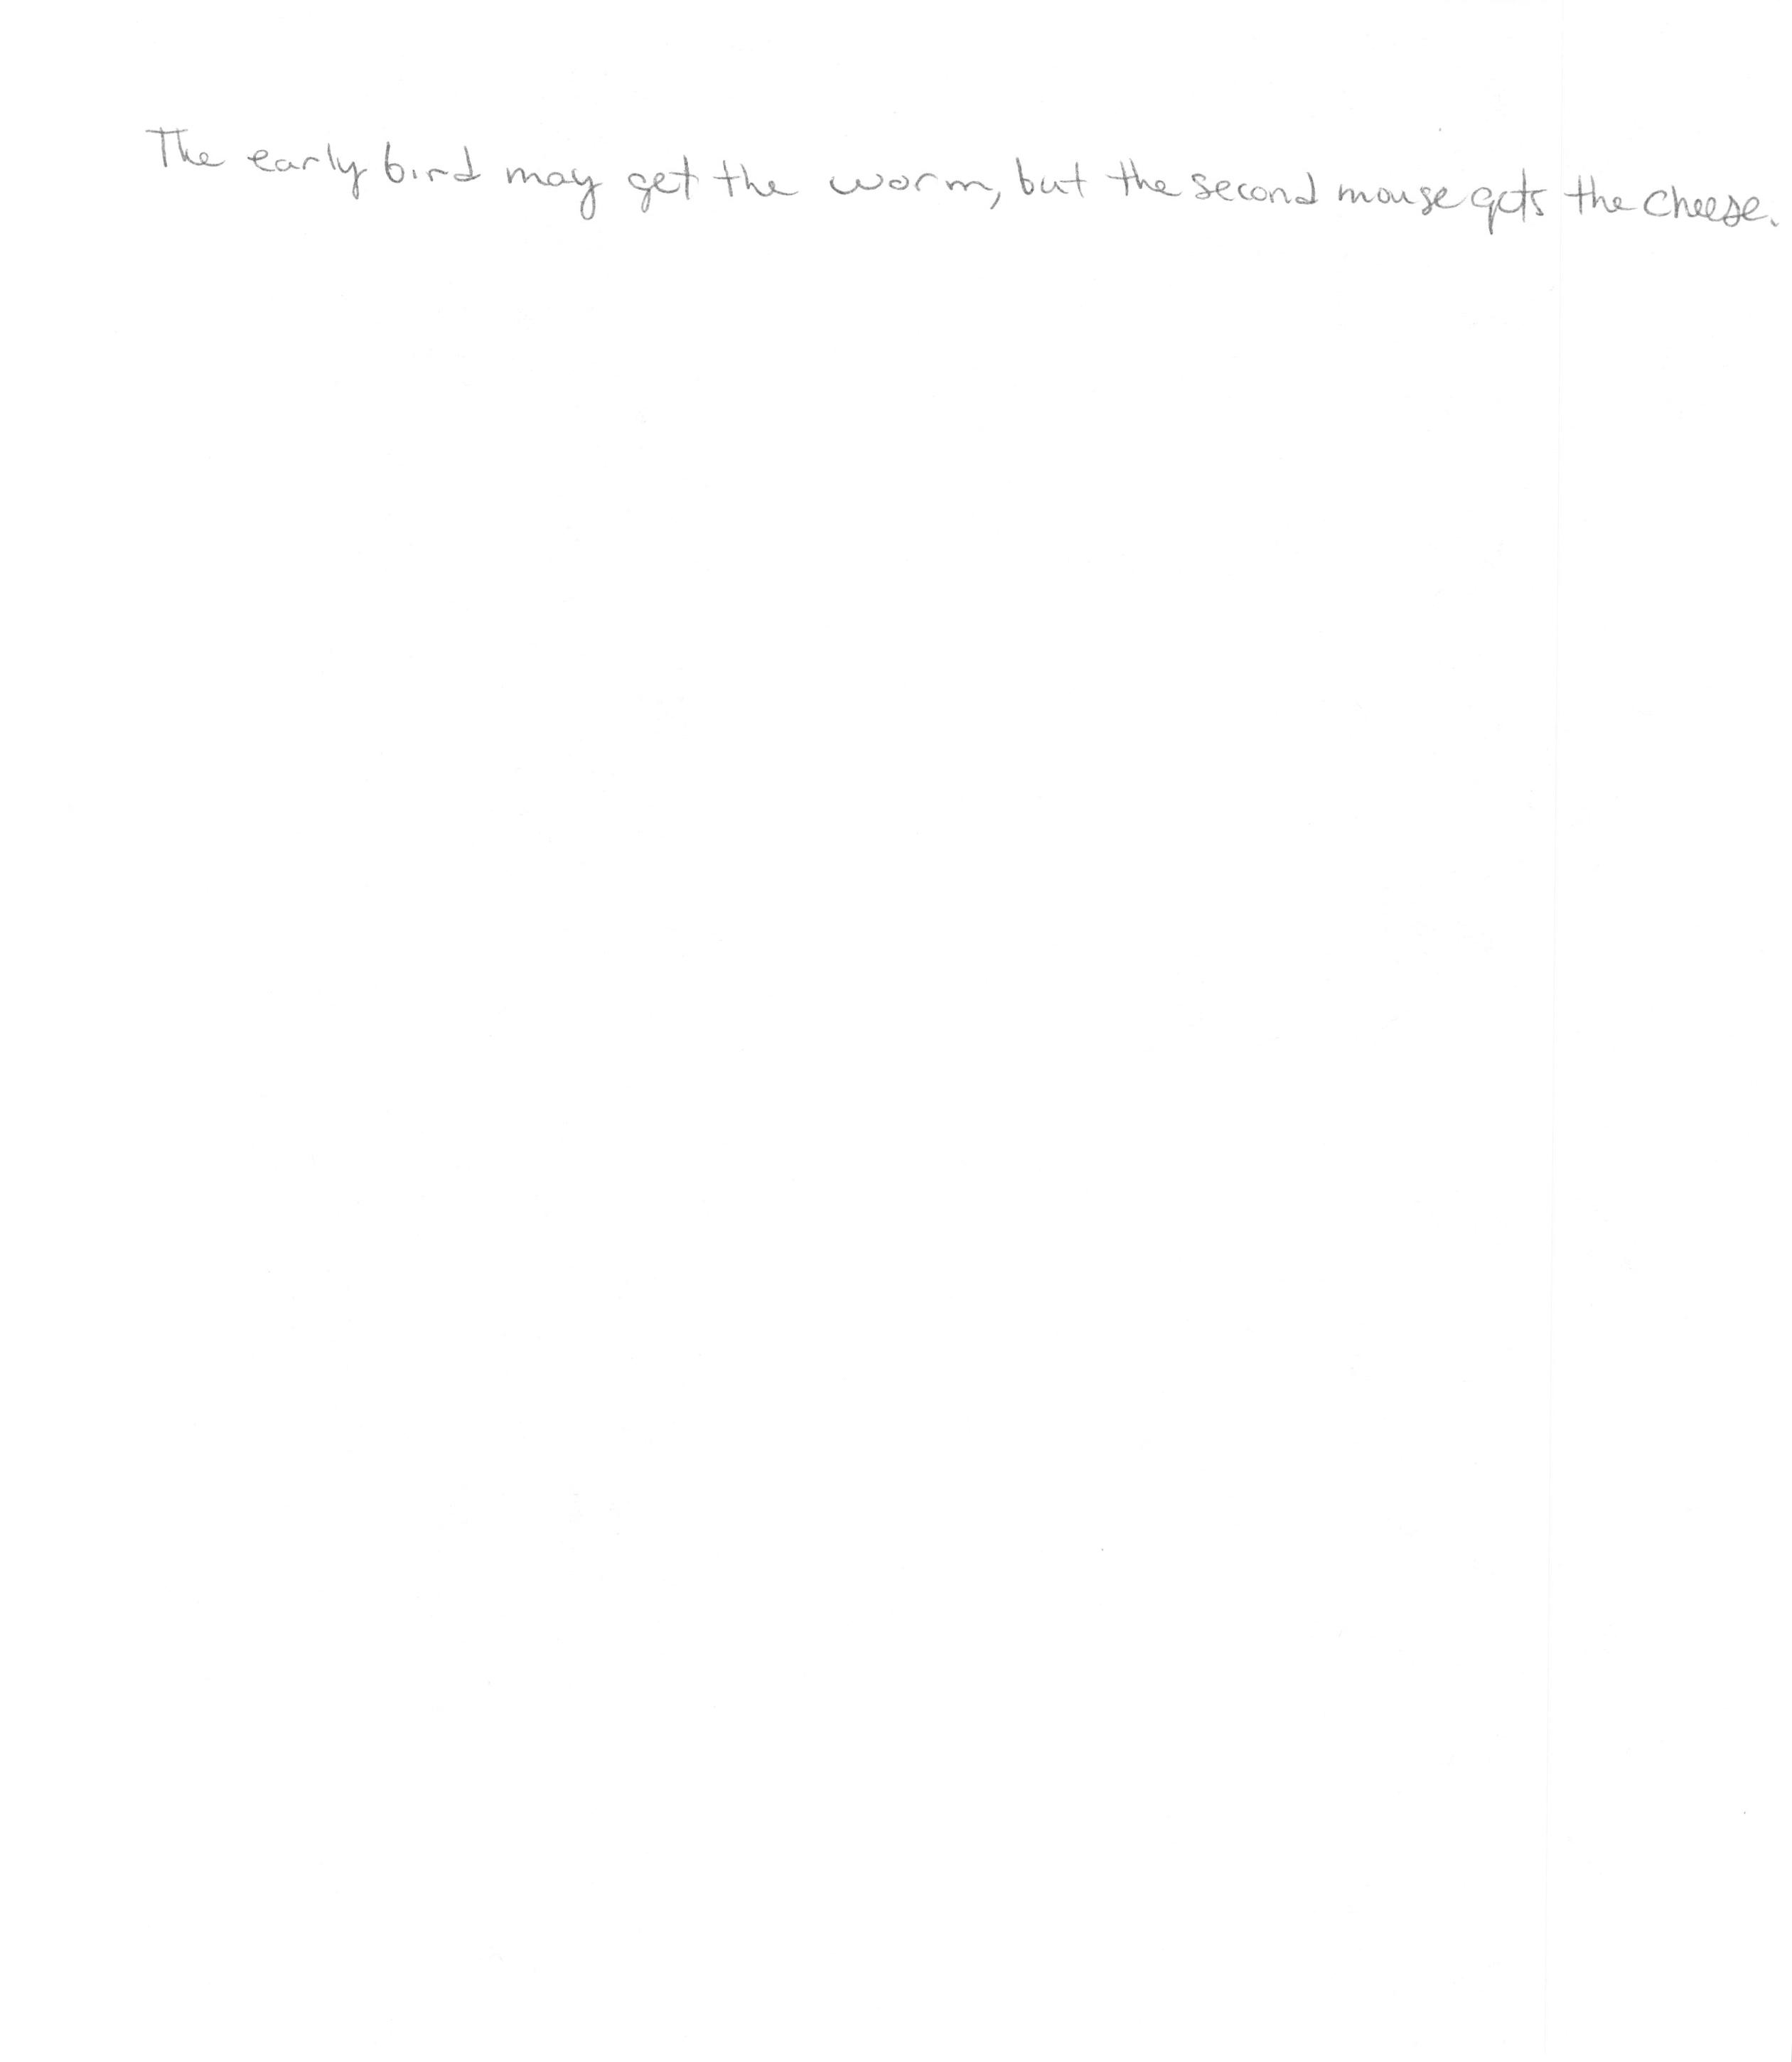 The early bird may get the worm, but the second mouse gets the cheese.